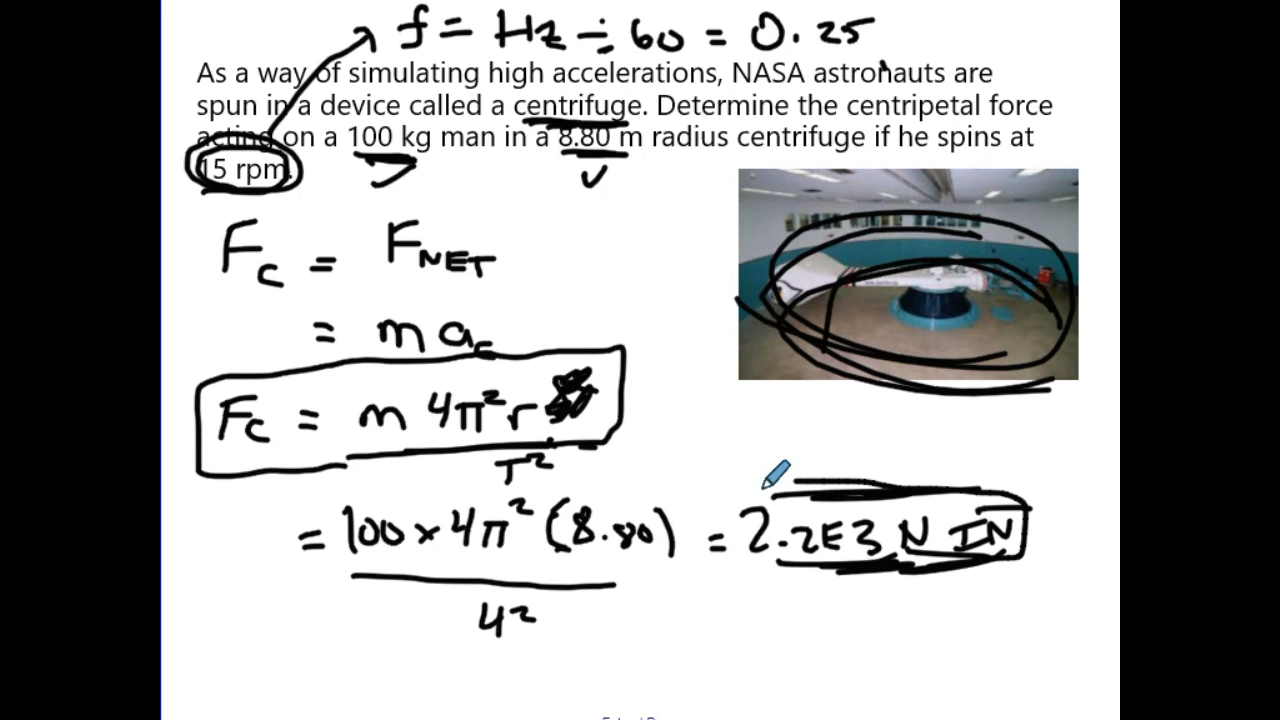 f = Hz ÷ 60 = 0.25
As a way of simulating high accelerations, NASA astronauts are
spun in a device called a centrifuge. Determine the centripetal force
acting on a 100 kg man in a 8.80 m radius centrifuge if he spins at
15 rpm.
Fc = FNET
= m ac
Fc = m 4π²r
T²
= 100 × 4π² (8.80) = 2.2E3 N IN
4²